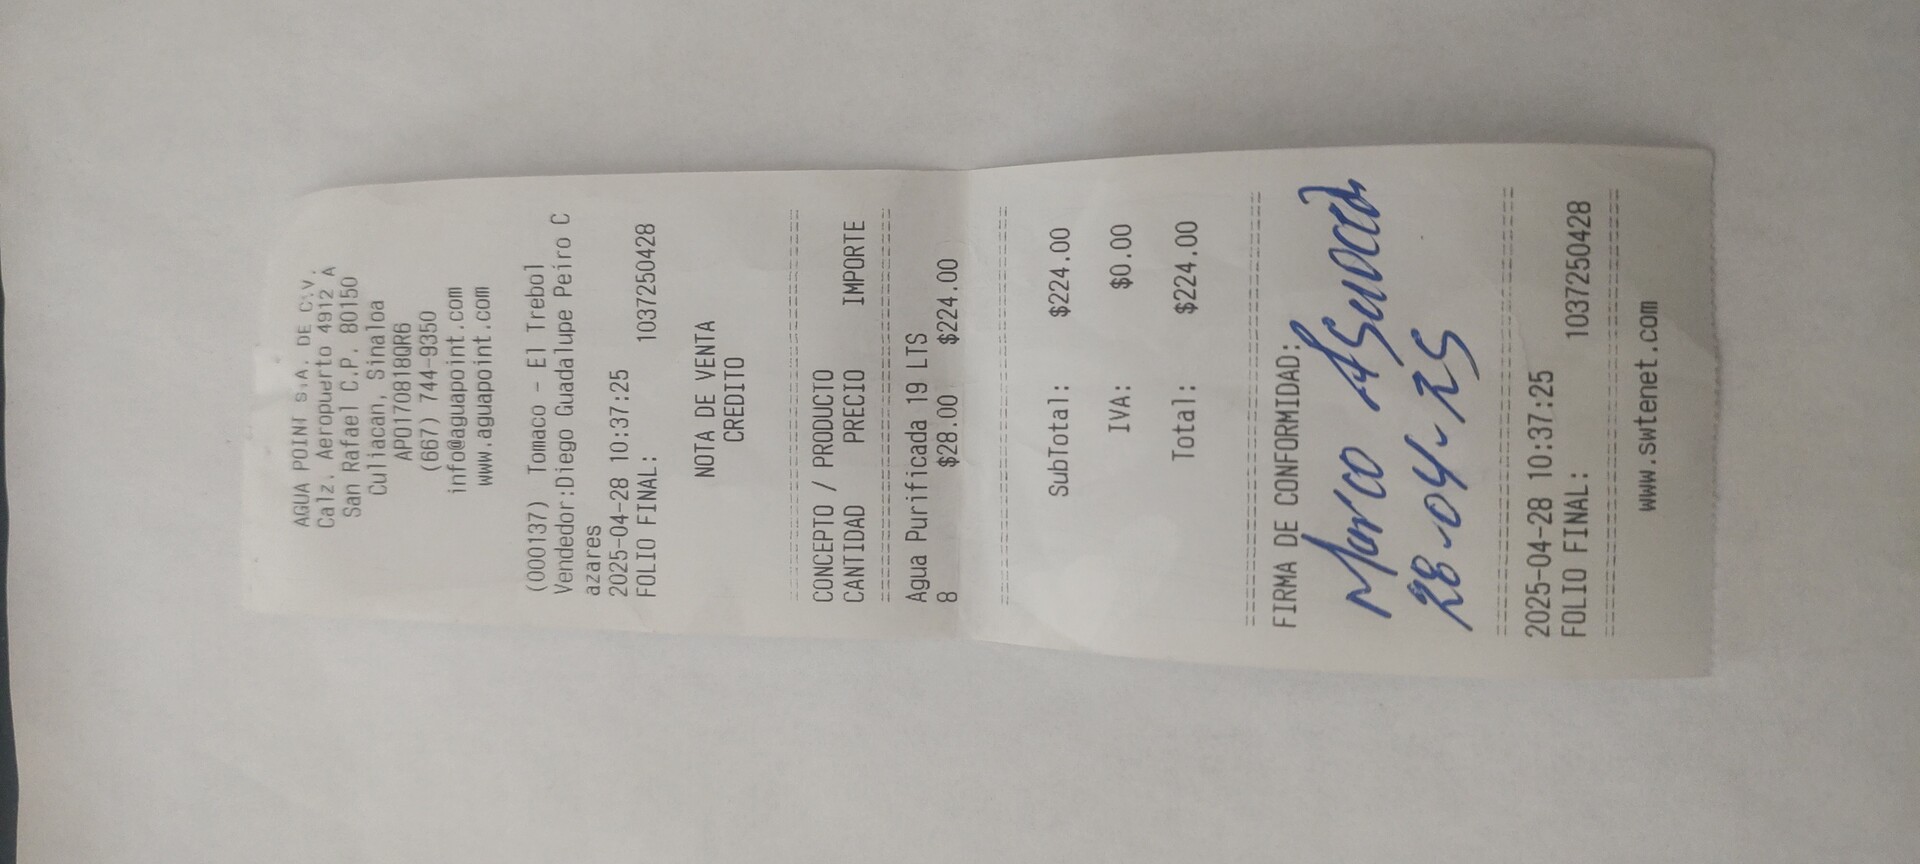 AGUA POINT S.A. DE C.V.
Calz. Aeropuerto 4912 A
San Rafael C.P. 80150
Culiacan, Sinaloa
APO170818QR6
(667) 744-9350
info@aguapoint.com
www.aguapoint.com
(000137) Tomaco - El Trebol
Vendedor:Diego Guadalupe Peiro C
azares
2025-04-28 10:37:25
FOLIO FINAL: 1037250428
NOTA DE VENTA
CREDITO
CONCEPTO / PRODUCTO
CANTIDAD PRECIO IMPORTE
Agua Purificada 19 LTS
8 $28.00 $224.00
SubTotal: $224.00
IVA: $0.00
Total: $224.00
FIRMA DE CONFORMIDAD:
Marco
28-04-25
2025-04-28 10:37:25
FOLIO FINAL: 1037250428
www.swtenet.com